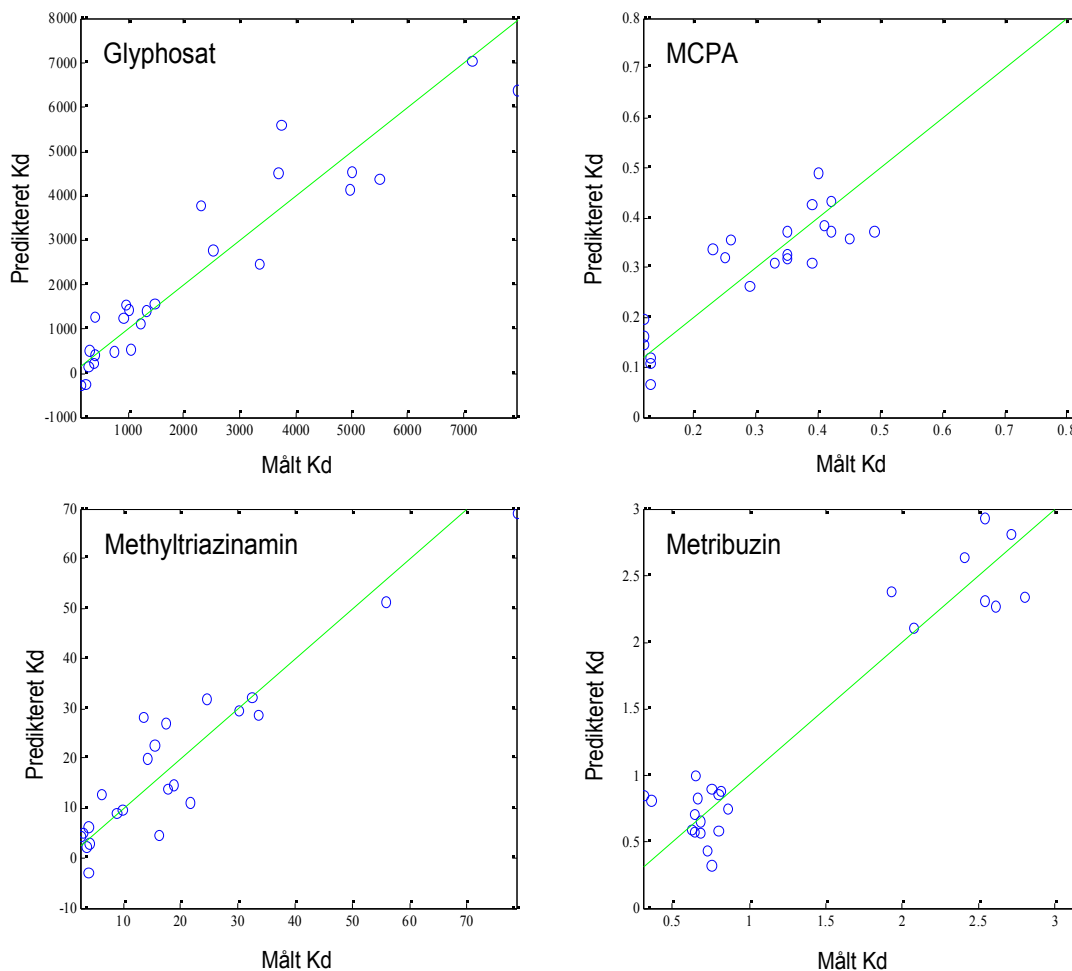 Glyphosat
8000
7000
6000
5000
4000
3000
2000
1000
0
-1000
Predikteret Kd
1000 2000 3000 4000 5000 6000 7000
Målt Kd
MCPA
0.8
0.7
0.6
0.5
0.4
0.3
0.2
0.1
0
Predikteret Kd
0.2 0.3 0.4 0.5 0.6 0.7 0.8
Målt Kd
Methyltriazinamin
70
60
50
40
30
20
10
0
-10
Predikteret Kd
10 20 30 40 50 60 70
Målt Kd
Metribuzin
3
2.5
2
1.5
1
0.5
0
Predikteret Kd
0.5 1 1.5 2 2.5 3
Målt Kd